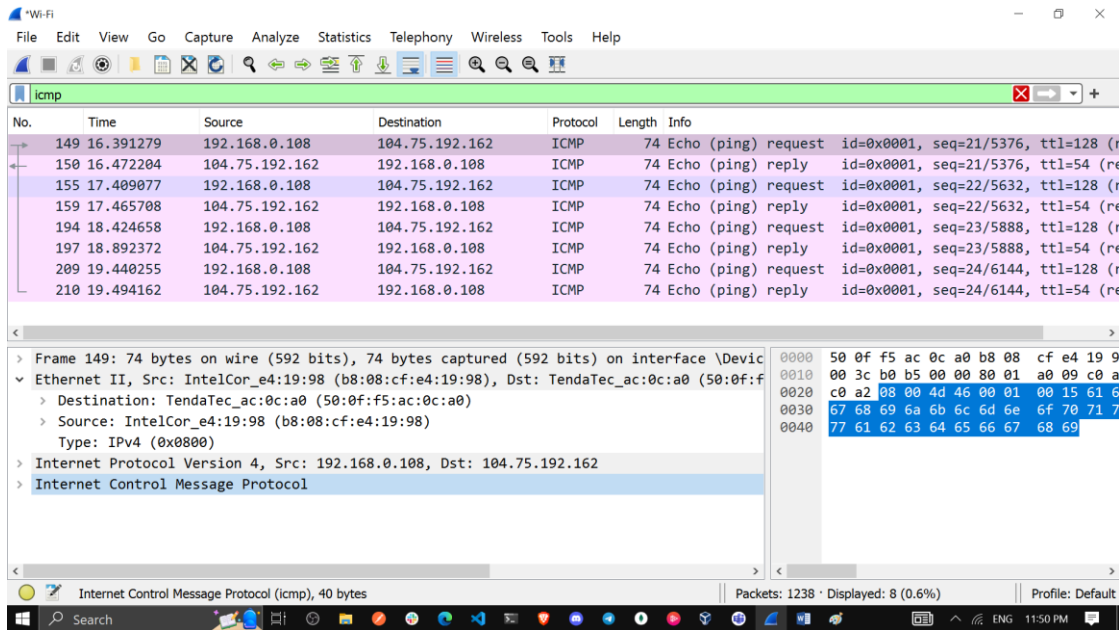 *Wi-Fi
File Edit View Go Capture Analyze Statistics Telephony Wireless Tools Help
icmp
No. Time Source Destination Protocol Length Info
149 16.391279 192.168.0.108 104.75.192.162 ICMP 74 Echo (ping) request id=0x0001, seq=21/5376, ttl=128 (r
150 16.472204 104.75.192.162 192.168.0.108 ICMP 74 Echo (ping) reply id=0x0001, seq=21/5376, ttl=54 (re
155 17.409077 192.168.0.108 104.75.192.162 ICMP 74 Echo (ping) request id=0x0001, seq=22/5632, ttl=128 (r
159 17.465708 104.75.192.162 192.168.0.108 ICMP 74 Echo (ping) reply id=0x0001, seq=22/5632, ttl=54 (re
194 18.424658 192.168.0.108 104.75.192.162 ICMP 74 Echo (ping) request id=0x0001, seq=23/5888, ttl=128 (r
197 18.892372 104.75.192.162 192.168.0.108 ICMP 74 Echo (ping) reply id=0x0001, seq=23/5888, ttl=54 (re
209 19.440255 192.168.0.108 104.75.192.162 ICMP 74 Echo (ping) request id=0x0001, seq=24/6144, ttl=128 (r
210 19.494162 104.75.192.162 192.168.0.108 ICMP 74 Echo (ping) reply id=0x0001, seq=24/6144, ttl=54 (re
Frame 149: 74 bytes on wire (592 bits), 74 bytes captured (592 bits) on interface \Devic
Ethernet II, Src: IntelCor_e4:19:98 (b8:08:cf:e4:19:98), Dst: TendaTec_ac:0c:a0 (50:0f:f
Destination: TendaTec_ac:0c:a0 (50:0f:f5:ac:0c:a0)
Source: IntelCor_e4:19:98 (b8:08:cf:e4:19:98)
Type: IPv4 (0x0800)
Internet Protocol Version 4, Src: 192.168.0.108, Dst: 104.75.192.162
Internet Control Message Protocol
0000 50 0f f5 ac 0c a0 b8 08 cf e4 19 9
0010 00 3c b0 b5 00 00 80 01 a0 09 c0 a
0020 c0 a2 08 00 4d 46 00 01 00 15 61 6
0030 67 68 69 6a 6b 6c 6d 6e 6f 70 71 7
0040 77 61 62 63 64 65 66 67 68 69
Internet Control Message Protocol (icmp), 40 bytes Packets: 1238 · Displayed: 8 (0.6%) Profile: Default
Search ENG 11:50 PM